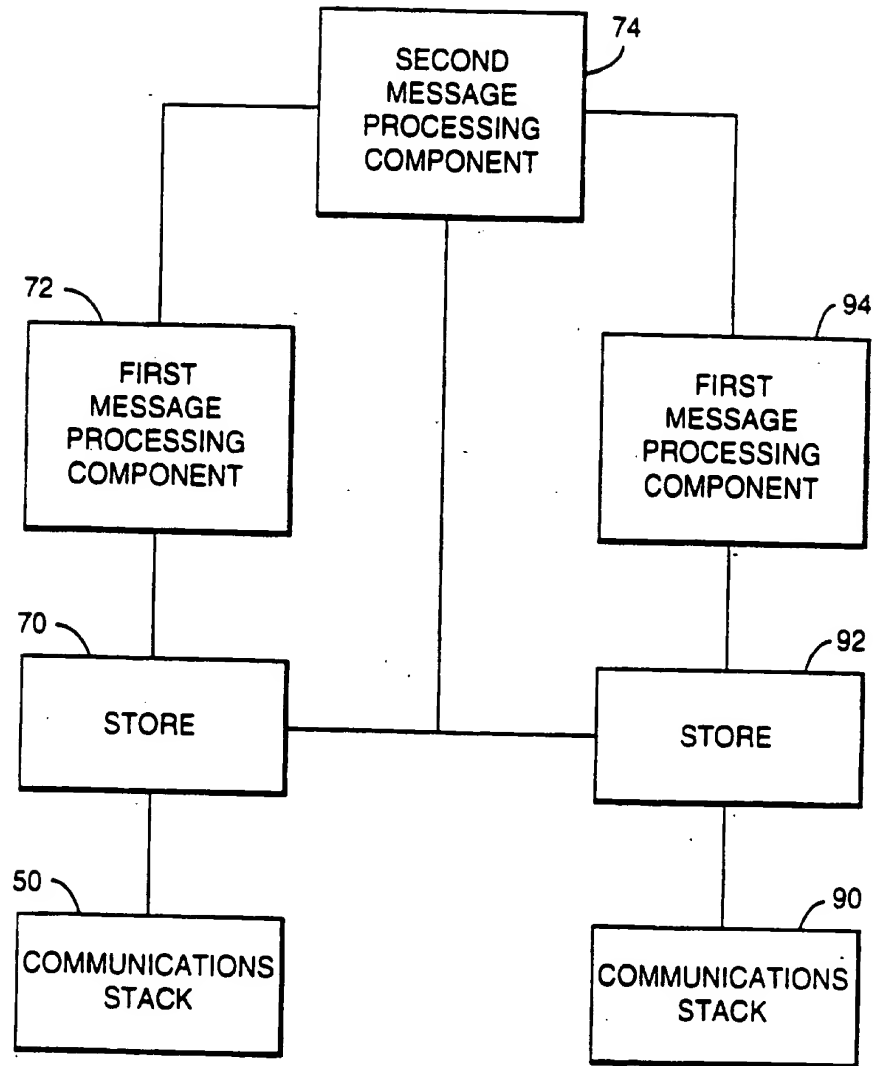 74
SECOND
MESSAGE
PROCESSING
COMPONENT
72
FIRST
MESSAGE
PROCESSING
COMPONENT
94
FIRST
MESSAGE
PROCESSING
COMPONENT
70
STORE
92
STORE
50
COMMUNICATIONS
STACK
90
COMMUNICATIONS
STACK